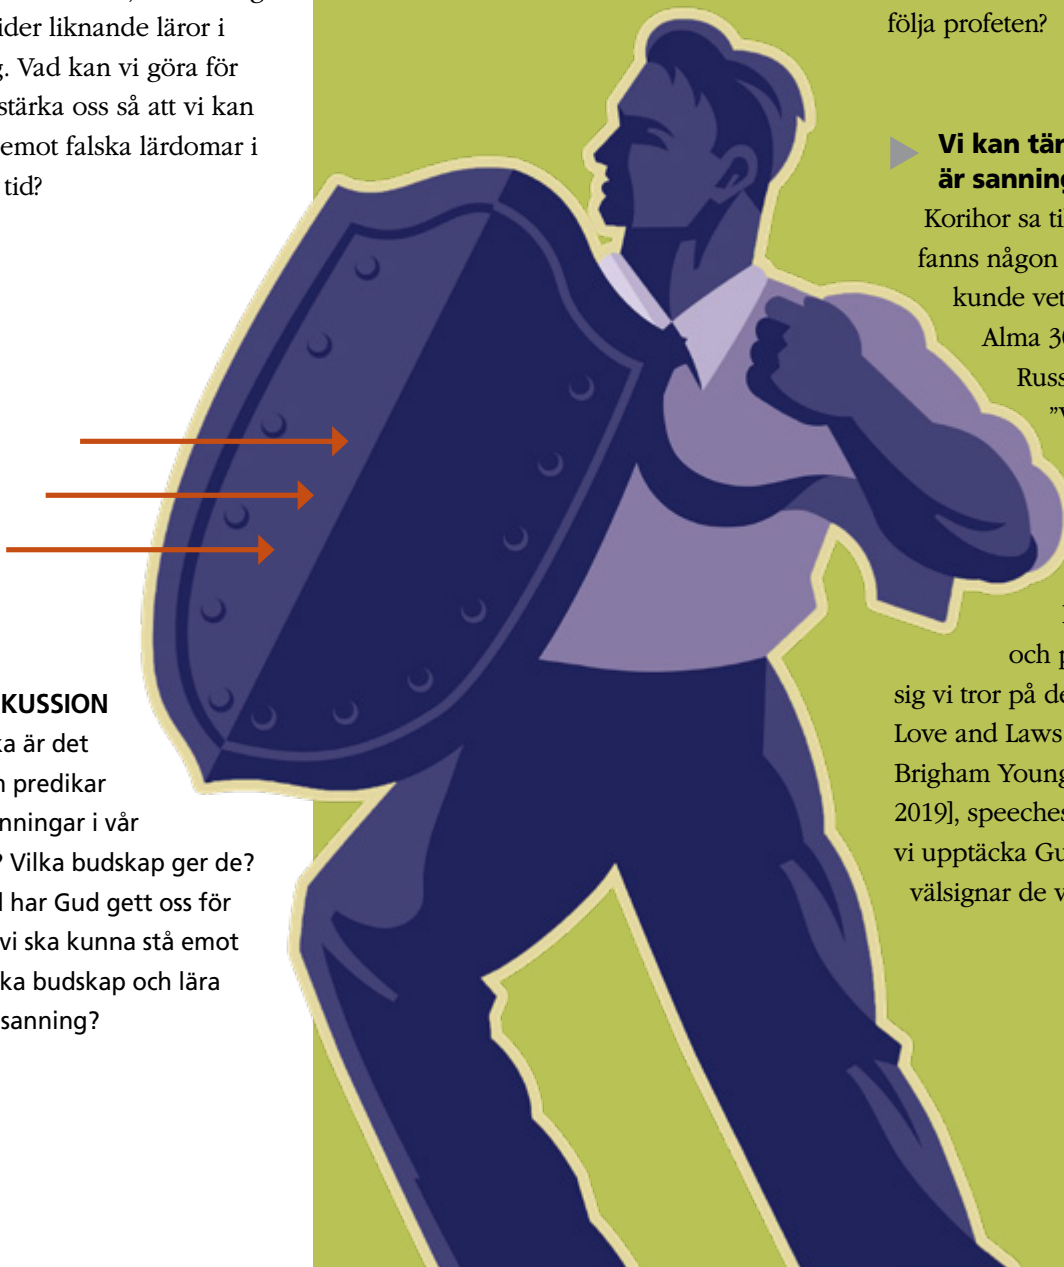 ider liknande läror i
g. Vad kan vi göra för
stärka oss så att vi kan
emot falska lärdomar i
tid?
KUSSION
ka är det
n predikar
nningar i vår
? Vilka budskap ger de?
d har Gud gett oss för
vi ska kunna stå emot
ka budskap och lära
sanning?
följa profeten?
Vi kan tän
är sanning
Korihor sa til
fanns någon
kunde vet
Alma 30
Russ
”V
och p
sig vi tror på de
Love and Laws
Brigham Young
2019], speeches
vi upptäcka Gu
välsignar de v